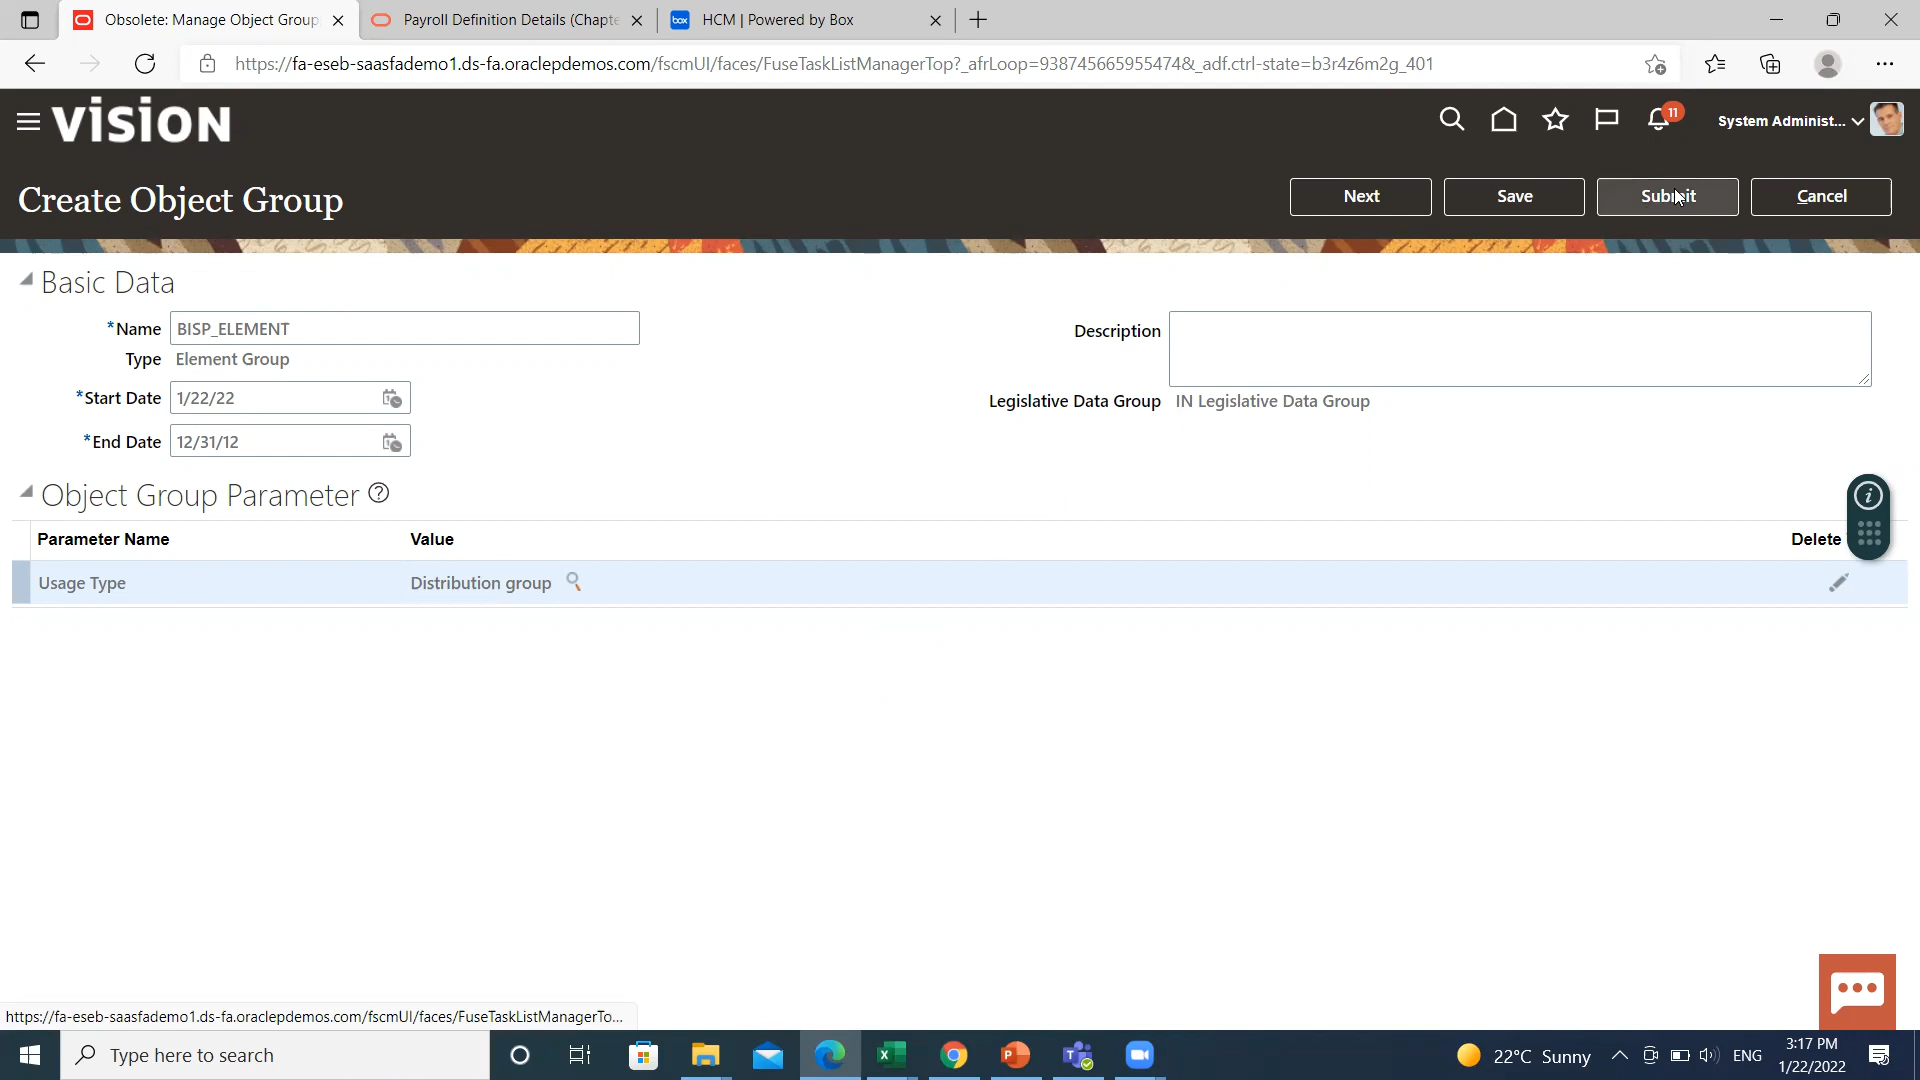 Obsolete: Manage Object Group
Payroll Definition Details (Chapte
box
HCM | Powered by Box
https://fa-eseb-saasfademo1.ds-fa.oraclepdemos.com/fscmUI/faces/FuseTaskListManagerTop?_afrLoop=93874566595547 4&_adf.ctrl-state=b3r4z6m2g_401
vision
11
System Administ...
Create Object Group
Next
Save
Submit
Cancel
Basic Data
*Name BISP_ELEMENT
Type Element Group
*Start Date 1/22/22
*End Date 12/31/12
Description
Legislative Data Group IN Legislative Data Group
Object Group Parameter ?
Parameter Name Value Delete
Usage Type Distribution group
https://fa-eseb-saasfademo1.ds-fa.oraclepdemos.com/fscmUI/faces/FuseTaskListManagerTo...
Type here to search
22°C Sunny
ENG
3:17 PM
1/22/2022